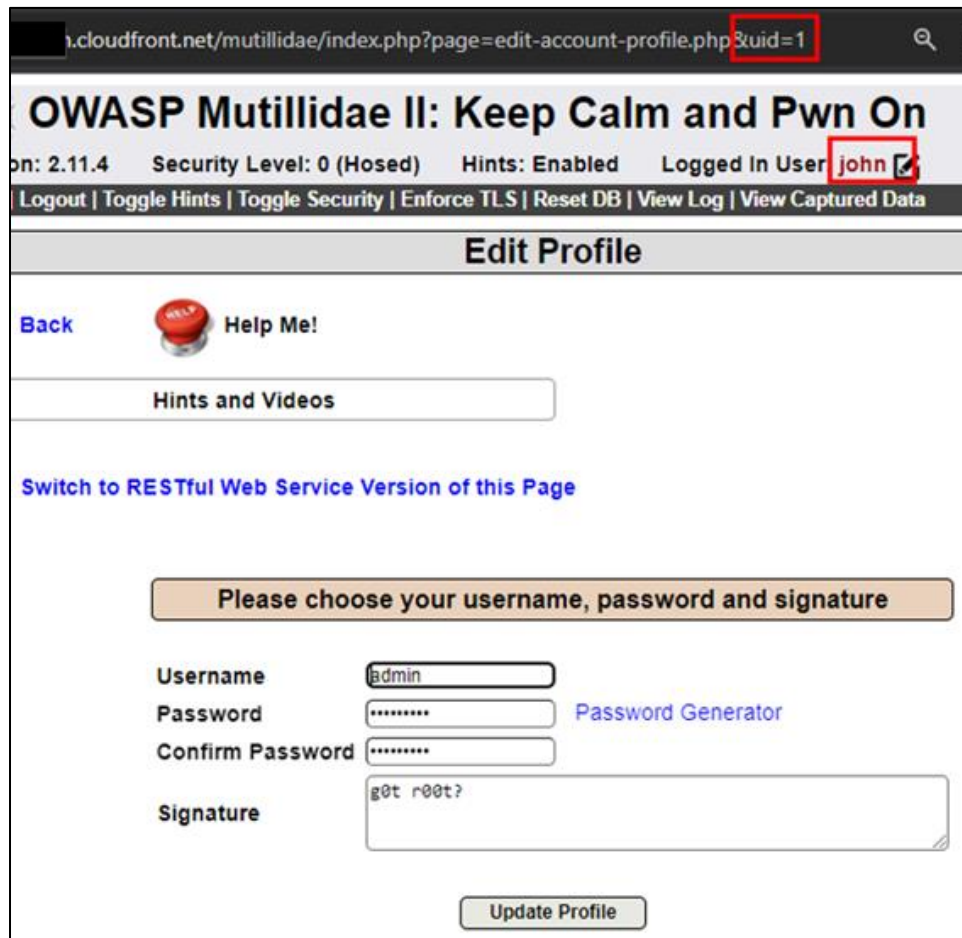 n.cloudfront.net/mutillidae/index.php?page=edit-account-profile.php&uid=1
OWASP Mutillidae II: Keep Calm and Pwn On
on: 2.11.4 Security Level: 0 (Hosed) Hints: Enabled Logged In User: john
| Logout | Toggle Hints | Toggle Security | Enforce TLS | Reset DB | View Log | View Captured Data
Edit Profile
Back HELP Help Me!
Hints and Videos
Switch to RESTful Web Service Version of this Page
Please choose your username, password and signature
Username admin
Password ••••••••• Password Generator
Confirm Password •••••••••
Signature g0t r00t?
Update Profile